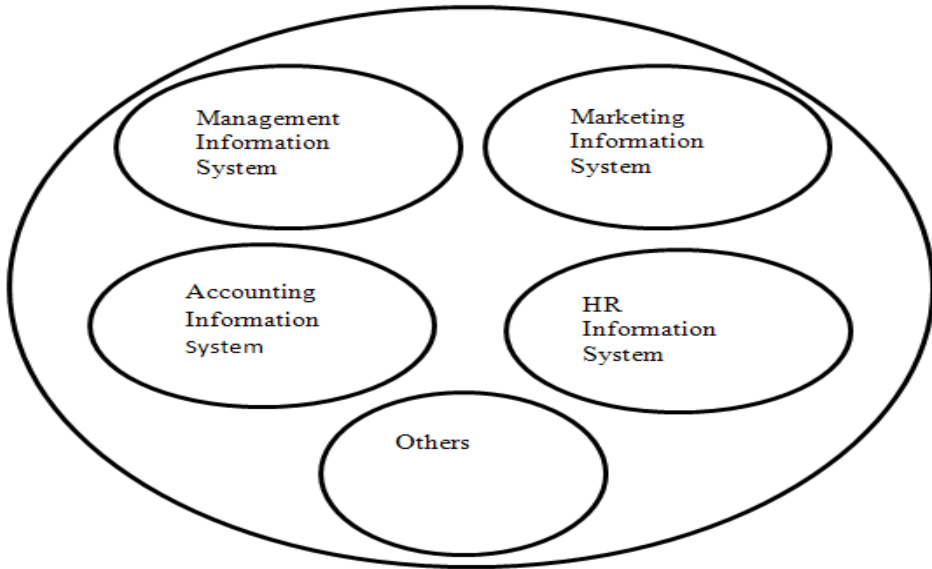 Management
Information
System
Marketing
Information
System
Accounting
Information
System
HR
Information
System
Others